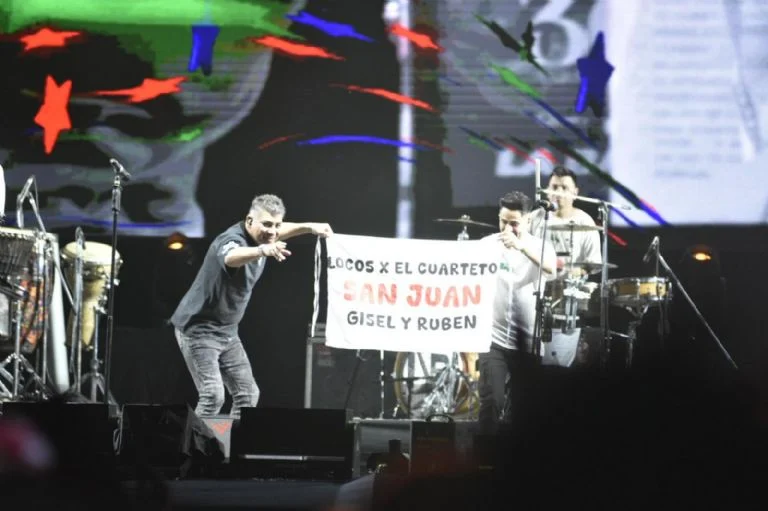 LOCOS X EL CUARTETO
SAN JUAN
GISEL Y RUBEN